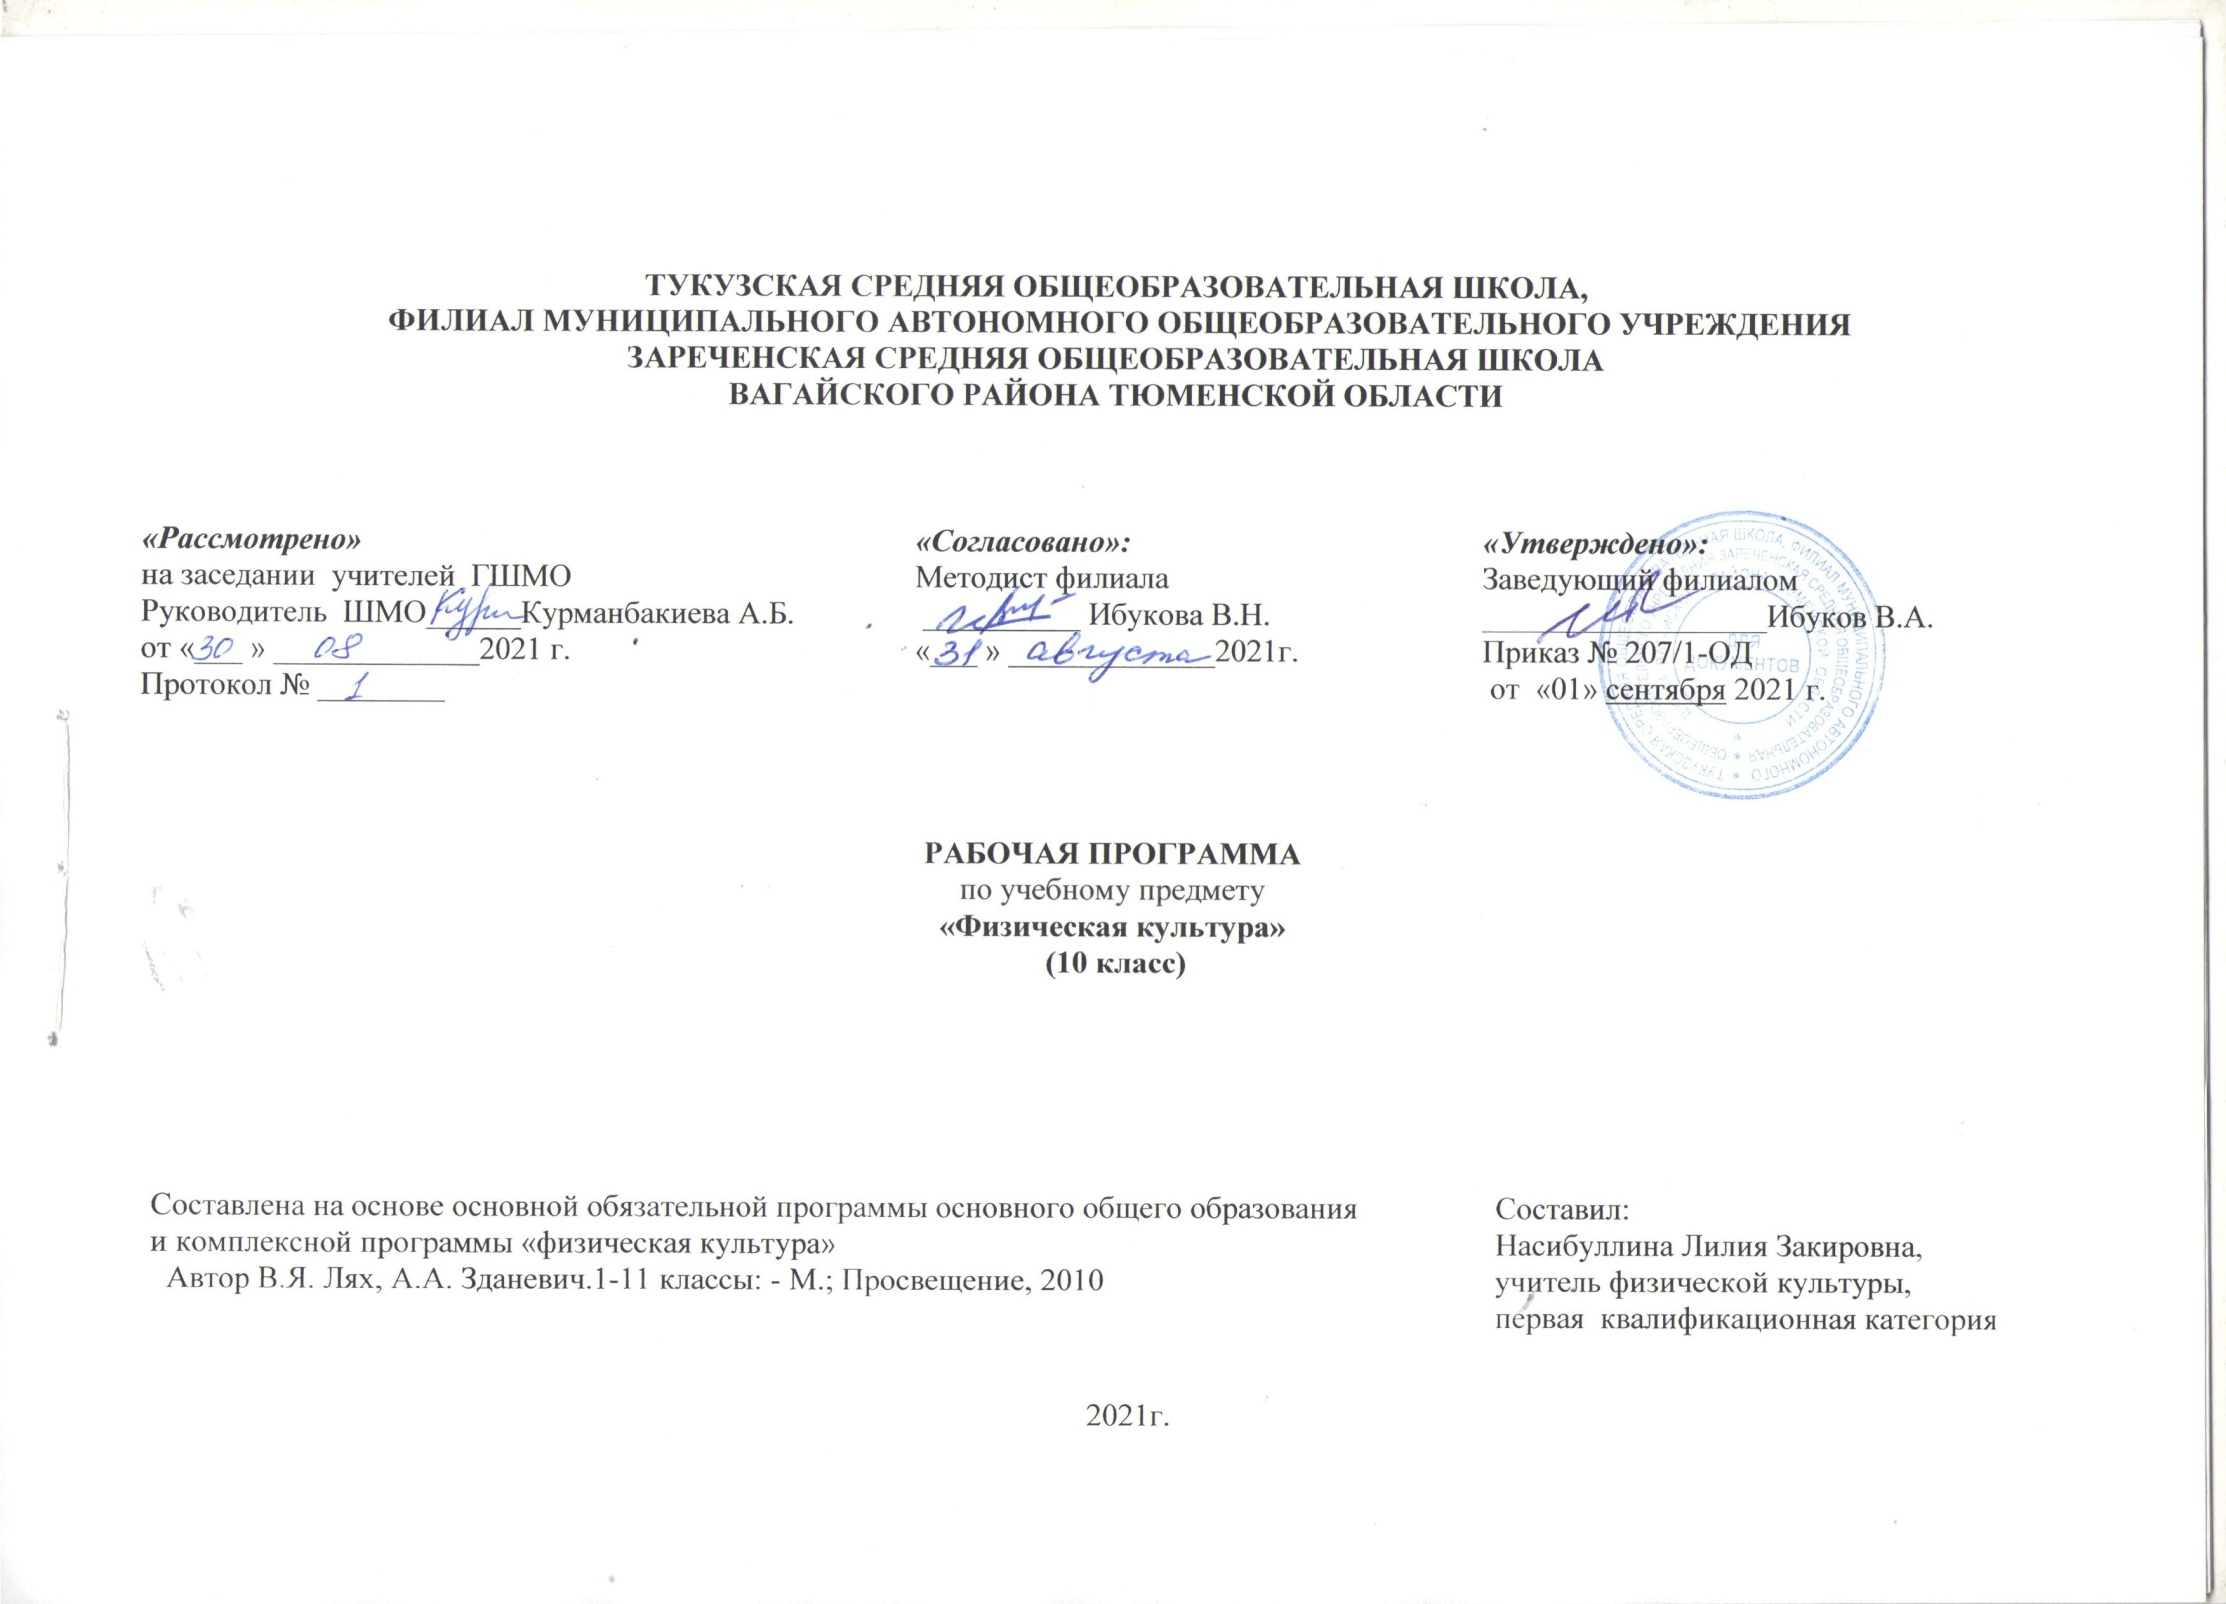 ТУКУЗСКАЯ СРЕДНЯЯ ОБЩЕОБРАЗОВАТЕЛЬНАЯ ШКОЛА,
ФИЛИАЛ МУНИЦИПАЛЬНОГО АВТОНОМНОГО ОБЩЕОБРАЗОВАТЕЛЬНОГО УЧРЕЖДЕНИЯ
ЗАРЕЧЕНСКАЯ СРЕДНЯЯ ОБЩЕОБРАЗОВАТЕЛЬНАЯ ШКОЛА
ВАГАЙСКОГО РАЙОНА ТЮМЕНСКОЙ ОБЛАСТИ
«Рассмотрено»
на заседании учителей ГШМО
Руководитель ШМО Курманбакиева А.Б.
от «30 » 08 2021 г.
Протокол № 1
«Согласовано»:
Методист филиала
Ибукова В.Н.
«31» августа 2021г.
«Утверждено»:
Заведующий филиалом
Ибуков В.А.
Приказ № 207/1-ОД
от «01» сентября 2021 г.
ДЛЯ
ДОКУМЕНТОВ
РАБОЧАЯ ПРОГРАММА
по учебному предмету
«Физическая культура»
(10 класс)
Составлена на основе основной обязательной программы основного общего образования
и комплексной программы «физическая культура»
Автор В.Я. Лях, А.А. Зданевич.1-11 классы: - М.; Просвещение, 2010
Составил:
Насибуллина Лилия Закировна,
учитель физической культуры,
первая квалификационная категория
2021г.